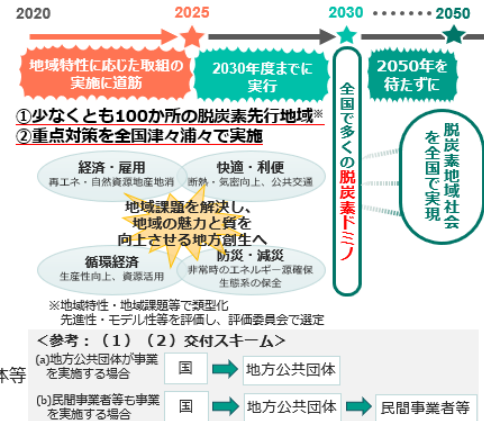 2020
2025
2030
2050
地域特性に応じた取組の
実施に道筋
2030年度までに
実行
2050年を
待たずに
①少なくとも100か所の脱炭素先行地域※
②重点対策を全国津々浦々で実施
経済・雇用
再エネ・自然資源地産地消
快適・利便
断熱・気密向上、公共交通
地域課題を解決し、
地域の魅力と質を
向上させる地方創生へ
循環経済
生産性向上、資源活用
防災・減災
非常時のエネルギー源確保
生態系の保全
全国で多くの脱炭素ドミノ
脱炭素地域社会
を全国で実現
※地域特性・地域課題等で類型化
先進性・モデル性等を評価し、評価委員会で選定
＜参考：（１）（２）交付スキーム＞
体等
(a)地方公共団体が事業
を実施する場合
国
地方公共団体
(b)民間事業者等も事業
を実施する場合
国
地方公共団体
民間事業者等